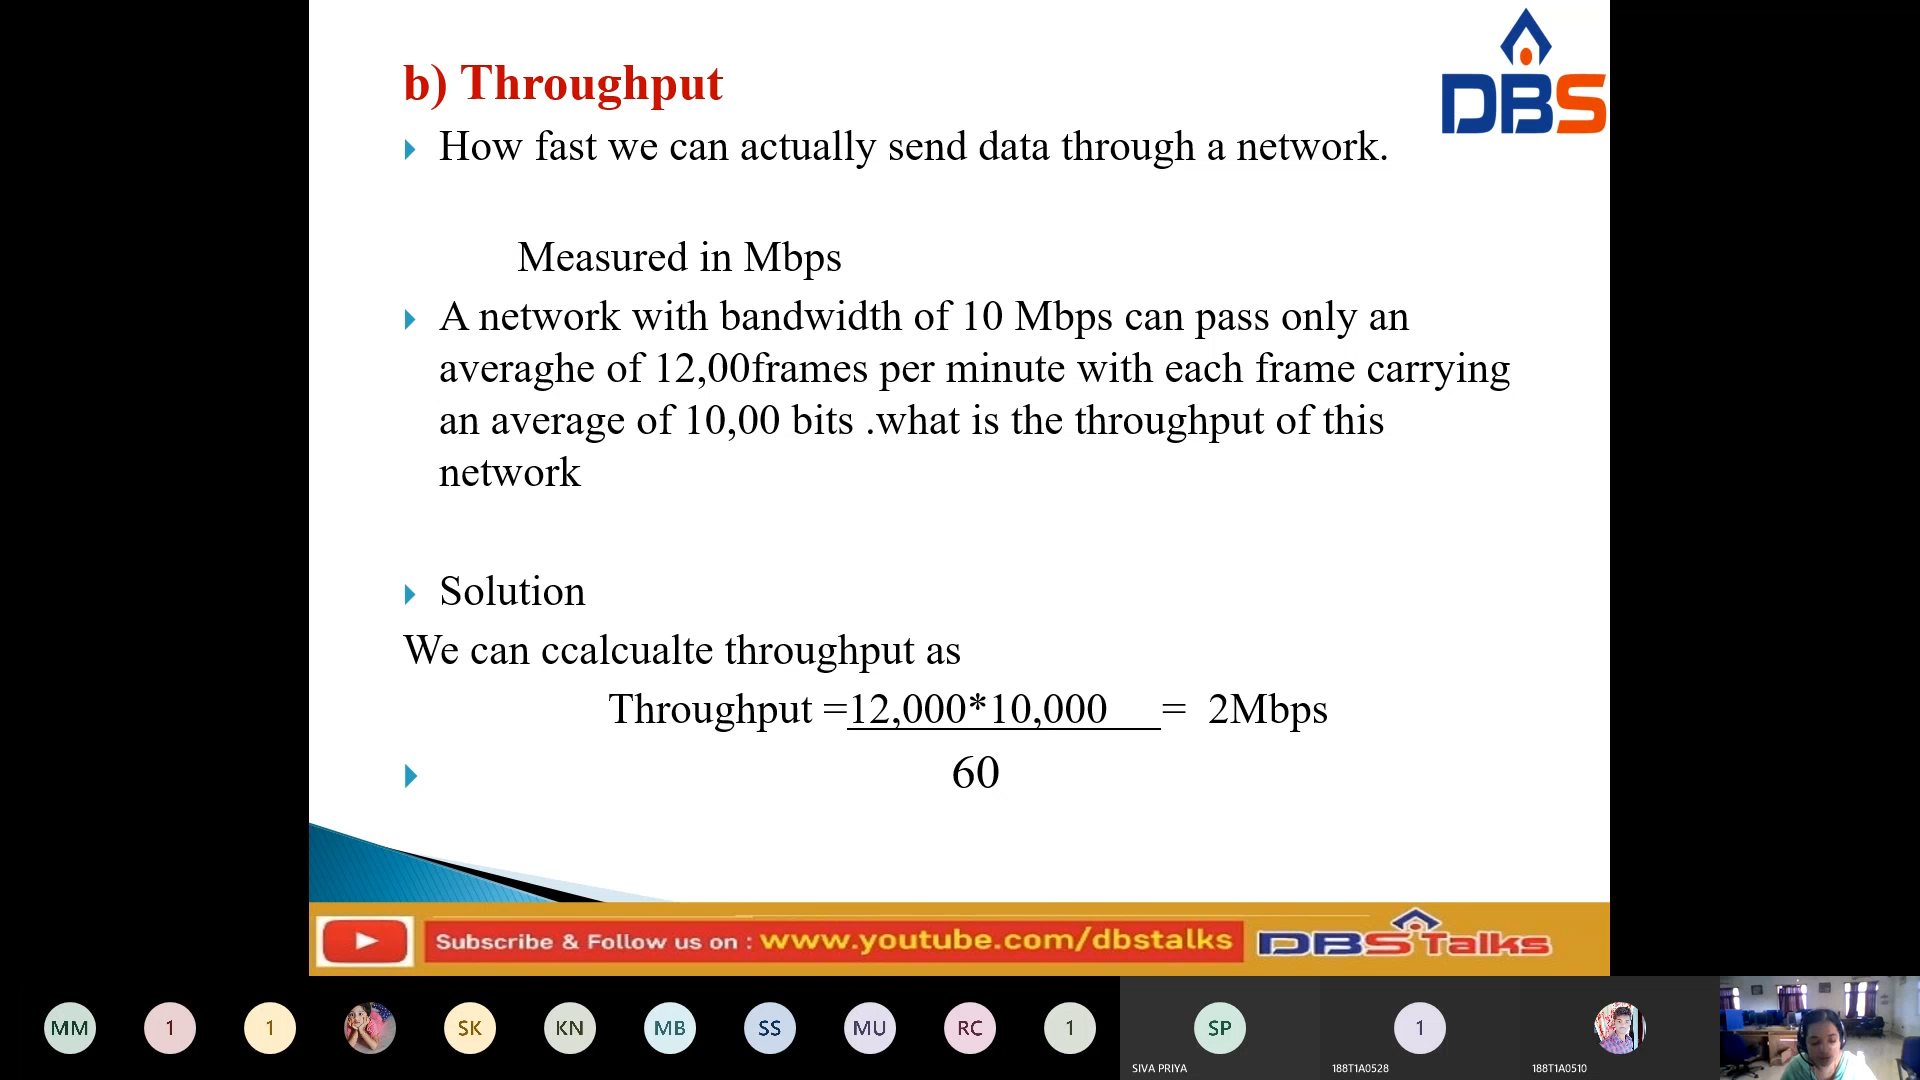 b) Throughput
DBS
How fast we can actually send data through a network.
Measured in Mbps
A network with bandwidth of 10 Mbps can pass only an
averaghe of 12,00frames per minute with each frame carrying
an average of 10,00 bits .what is the throughput of this
network
Solution
We can ccalcualte throughput as
Throughput =12,000*10,000 = 2Mbps
60
Subscribe & Follow us on : www.youtube.com/dbstalks DBS Talks
MM 1 1 SK KN MB SS MU RC 1 SP 1
SIVA PRIYA 188T1A0528 188T1A0510